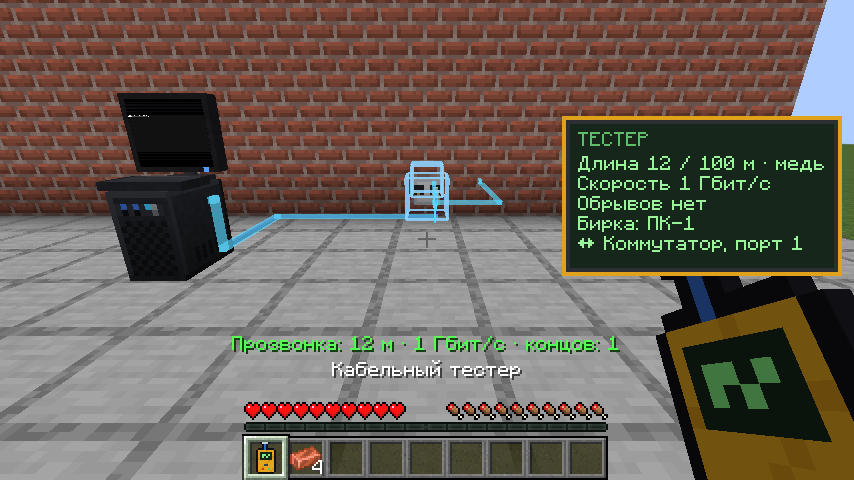 ТЕСТЕР
Длина 12 / 100 м · медь
Скорость 1 Гбит/с
Обрывов нет
Бирка: ПК-1
↔ Коммутатор, порт 1
Прозвонка: 12 м · 1 Гбит/с · концов: 1
Кабельный тестер
4